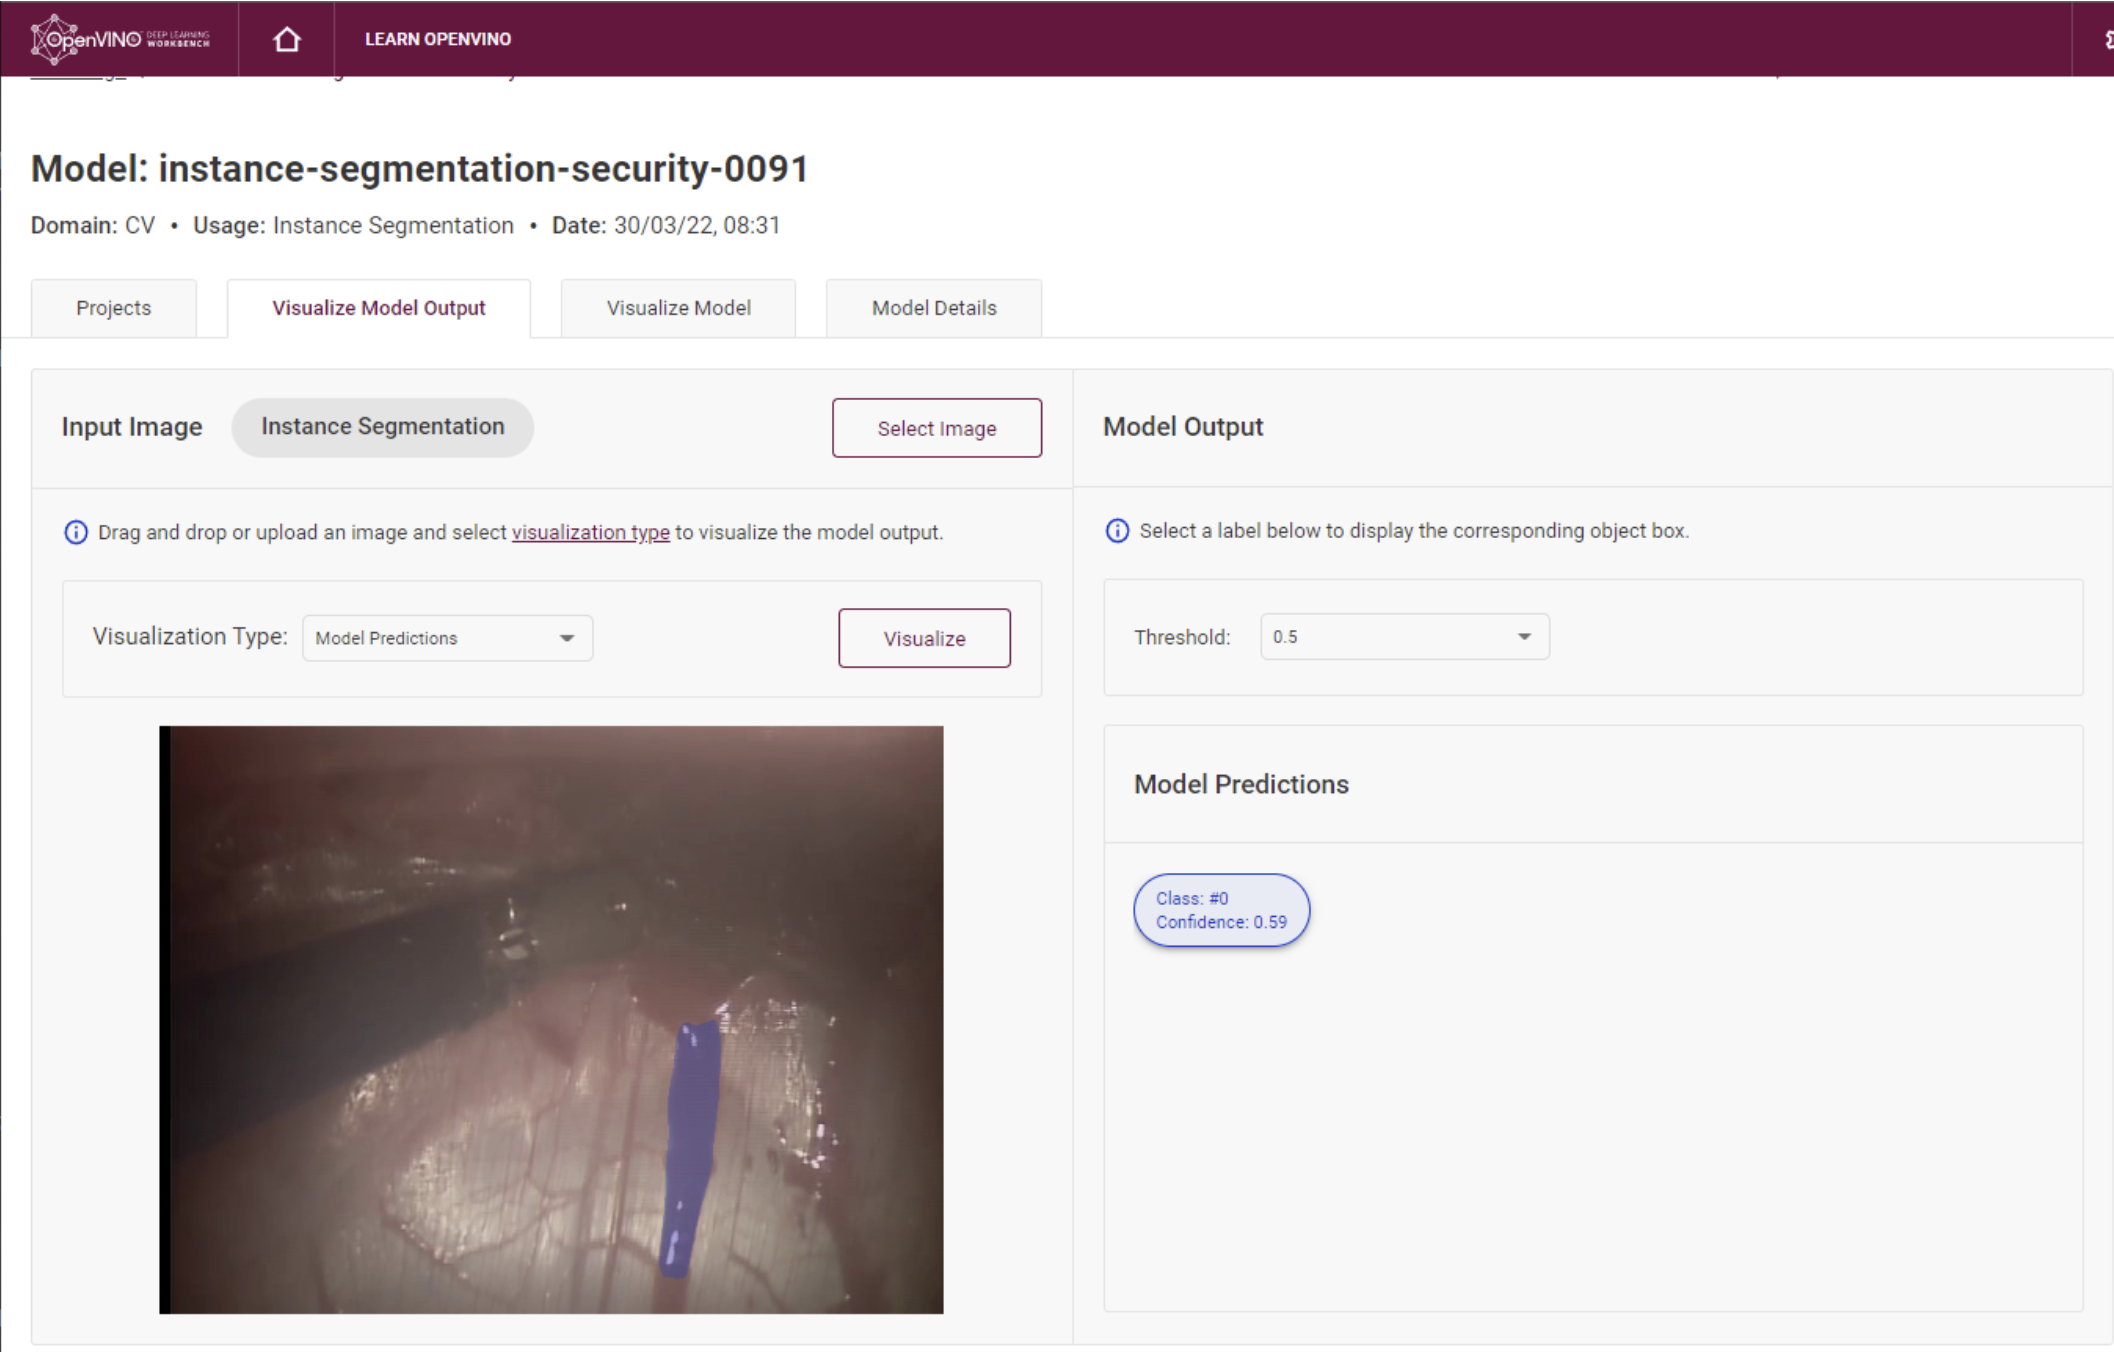 OpenVINO DEEP LEARNING
WORKBENCH
LEARN OPENVINO
Model: instance-segmentation-security-0091
Domain: CV • Usage: Instance Segmentation • Date: 30/03/22, 08:31
Projects
Visualize Model Output
Visualize Model
Model Details
Input Image
Instance Segmentation
Select Image
Drag and drop or upload an image and select visualization type to visualize the model output.
Visualization Type:
Model Predictions
Visualize
Model Output
Select a label below to display the corresponding object box.
Threshold:
0.5
Model Predictions
Class: #0
Confidence: 0.59